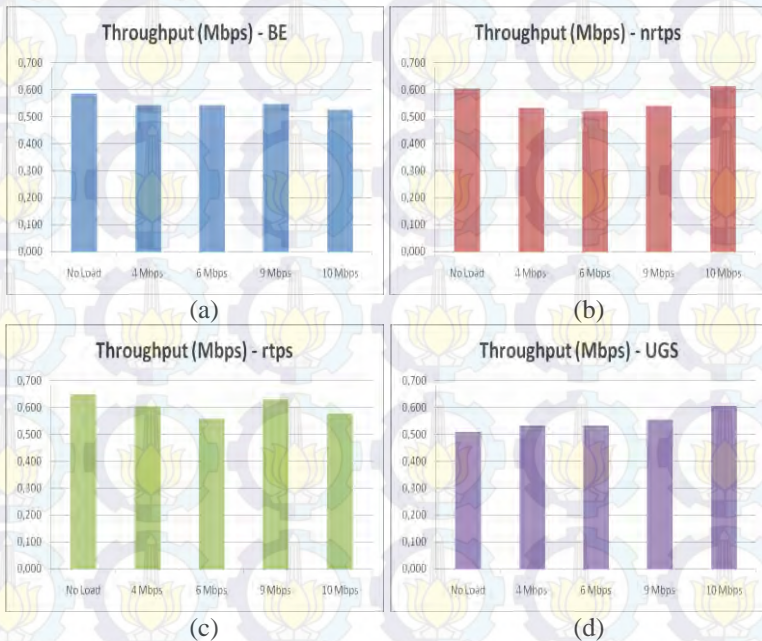 Throughput (Mbps) - BE
0,700
0,600
0,500
0,400
0,300
0,200
0,100
0,000
No Load 4 Mbps 6 Mbps 9 Mbps 10 Mbps
(a)
Throughput (Mbps) - nrtps
0,700
0,600
0,500
0,400
0,300
0,200
0,100
0,000
No Load 4 Mbps 6 Mbps 9 Mbps 10 Mbps
(b)
Throughput (Mbps) - rtps
0,700
0,600
0,500
0,400
0,300
0,200
0,100
0,000
No Load 4 Mbps 6 Mbps 9 Mbps 10 Mbps
(c)
Throughput (Mbps) - UGS
0,700
0,600
0,500
0,400
0,300
0,200
0,100
0,000
No Load 4 Mbps 6 Mbps 9 Mbps 10 Mbps
(d)